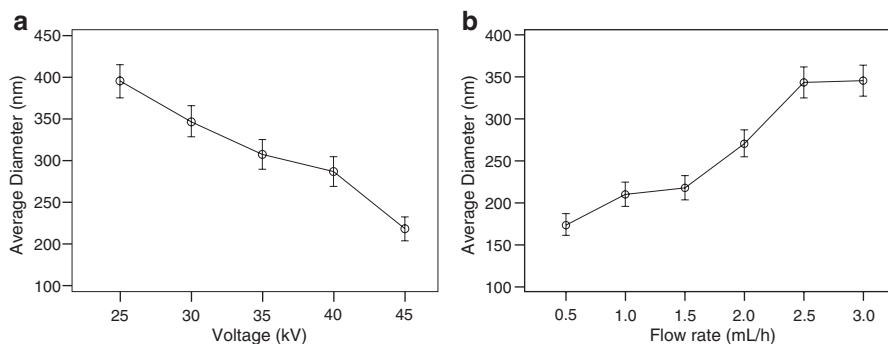 a
450
400
350
300
250
200
150
100
Average Diameter (nm)
25 30 35 40 45
Voltage (kV)
b
400
350
300
250
200
150
100
Average Diameter (nm)
0.5 1.0 1.5 2.0 2.5 3.0
Flow rate (mL/h)